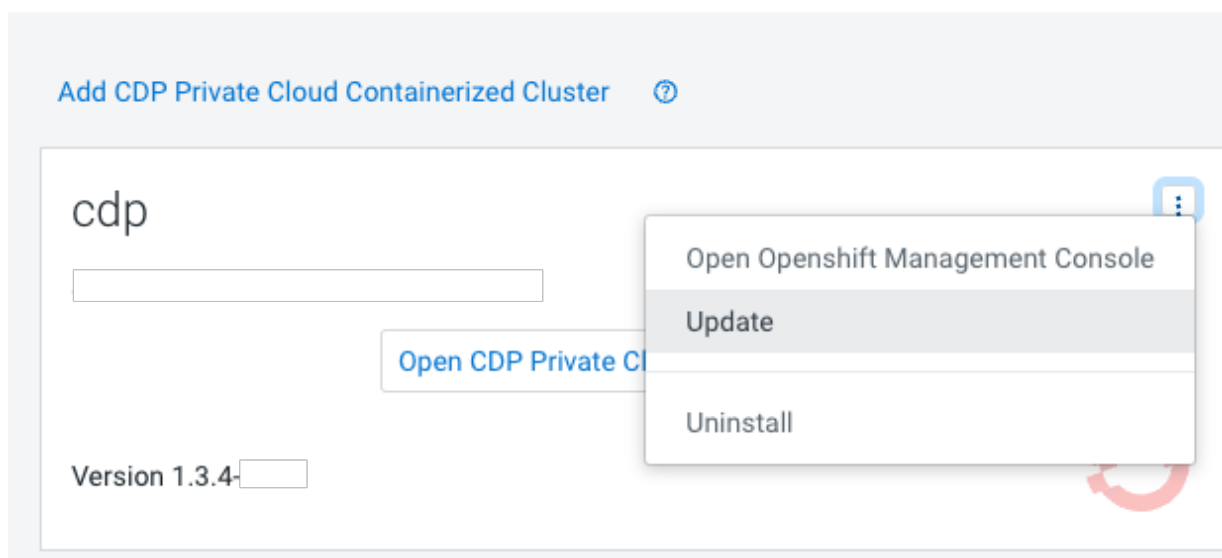 Add CDP Private Cloud Containerized Cluster
cdp
Open Openshift Management Console
Update
Open CDP Private
Uninstall
Version 1.3.4-